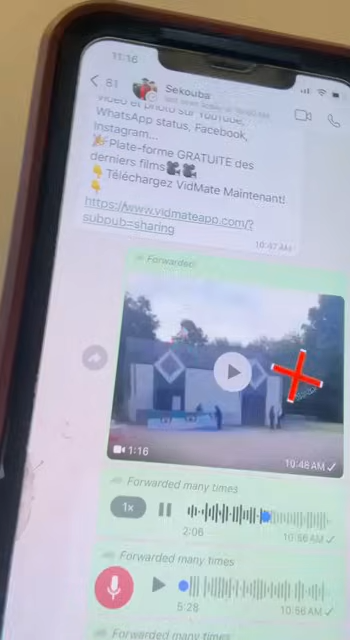 11:16
81
Sekouba
vidéo et photo sur YouTube,
WhatsApp status, Facebook,
Instagram...
🎉Plate-forme GRATUITE des
derniers films🎥🎥
👇Téléchargez VidMate Maintenant!
👇
https://www.vidmateapp.com/?
subpub=sharing
10:47 AM
Forwarded
1:16
10:48 AM
Forwarded many times
1x
2:06
10:56 AM
Forwarded many times
5:28
10:56 AM
Forwarded many times